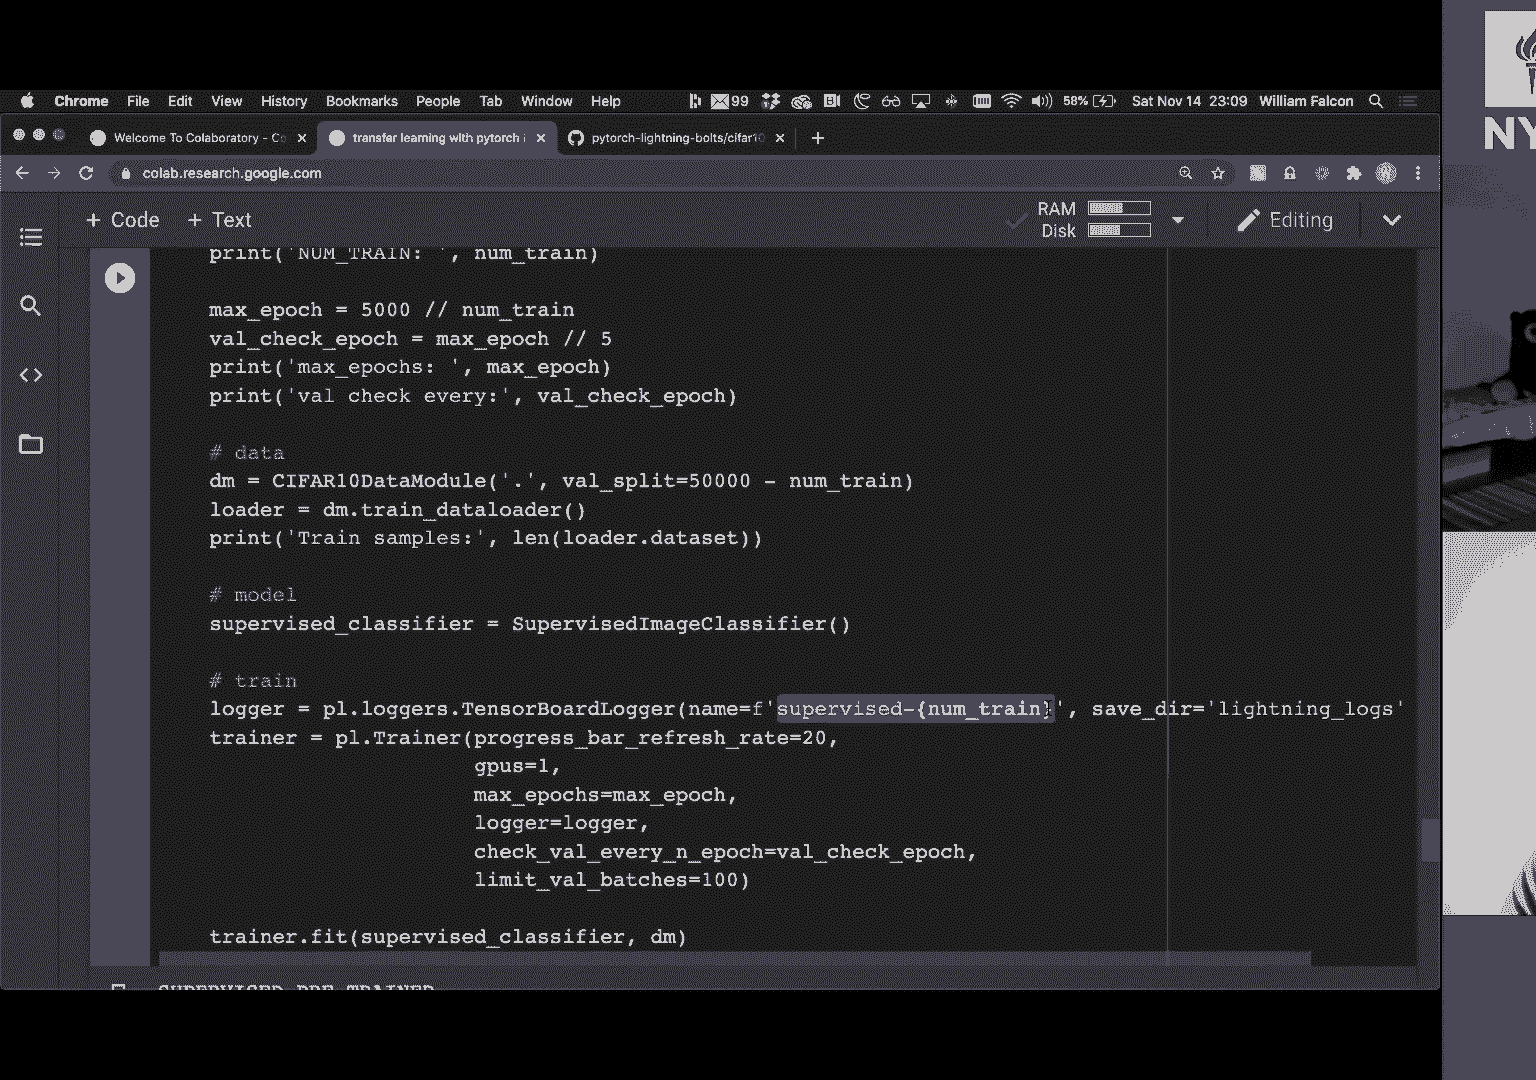 Chrome File Edit View History Bookmarks People Tab Window Help 99 58% Sat Nov 14 23:09 William Falcon
Welcome To Colaboratory - Co transfer learning with pytorch i pytorch-lightning-bolts/cifar10
colab.research.google.com
+ Code + Text RAM Disk Editing
print('NUM_TRAIN: ', num_train)
max_epoch = 5000 // num_train
val_check_epoch = max_epoch // 5
print('max_epochs: ', max_epoch)
print('val check every:', val_check_epoch)
# data
dm = CIFAR10DataModule('.', val_split=50000 - num_train)
loader = dm.train_dataloader()
print('Train samples:', len(loader.dataset))
# model
supervised_classifier = SupervisedImageClassifier()
# train
logger = pl.loggers.TensorBoardLogger(name=f'supervised-{num_train}', save_dir='lightning_logs'
trainer = pl.Trainer(progress_bar_refresh_rate=20,
gpus=1,
max_epochs=max_epoch,
logger=logger,
check_val_every_n_epoch=val_check_epoch,
limit_val_batches=100)
trainer.fit(supervised_classifier, dm)
NY